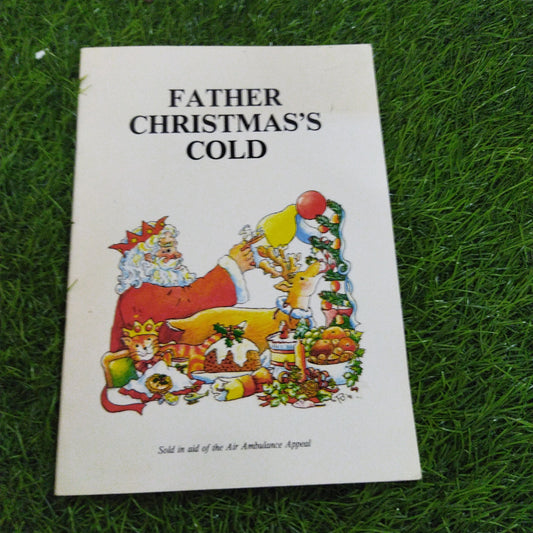 FATHER
CHRISTMAS'S
COLD
Sold in aid of the Air Ambulance Appeal